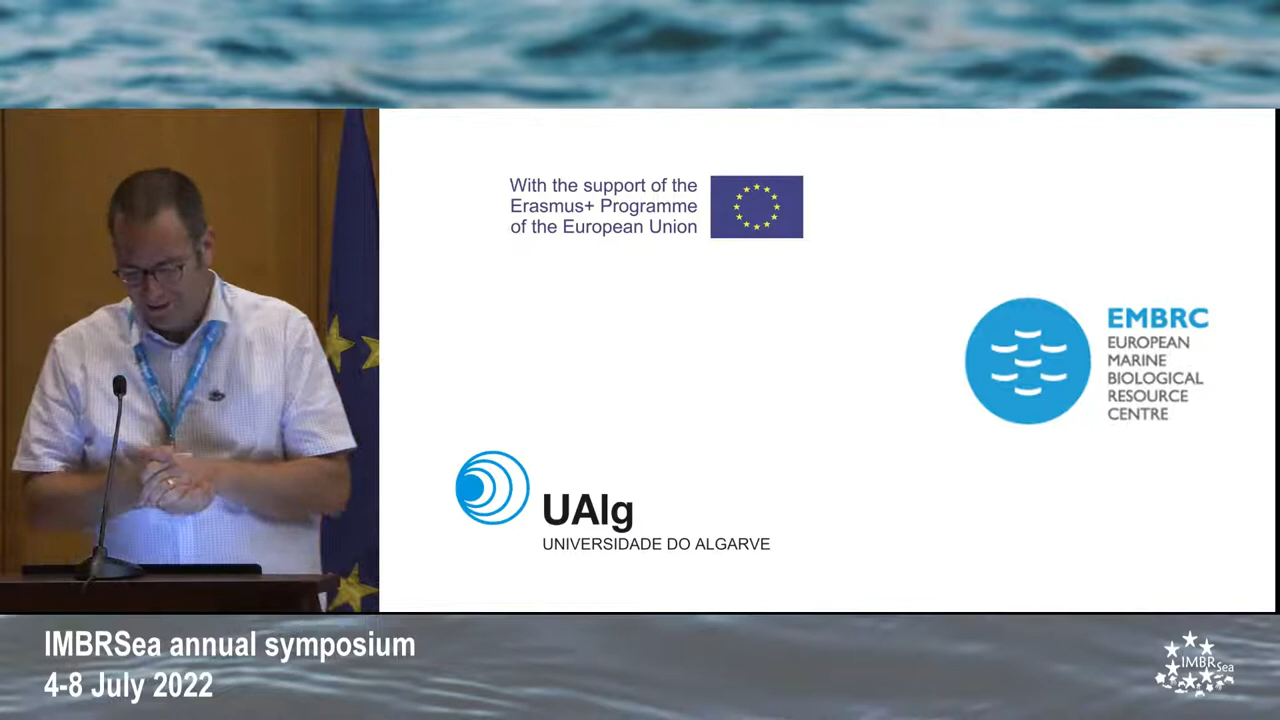 With the support of the
Erasmus+ Programme
of the European Union
EMBRC
EUROPEAN
MARINE
BIOLOGICAL
RESOURCE
CENTRE
UAlg
UNIVERSIDADE DO ALGARVE
IMBRSea annual symposium
4-8 July 2022
IMBRSea